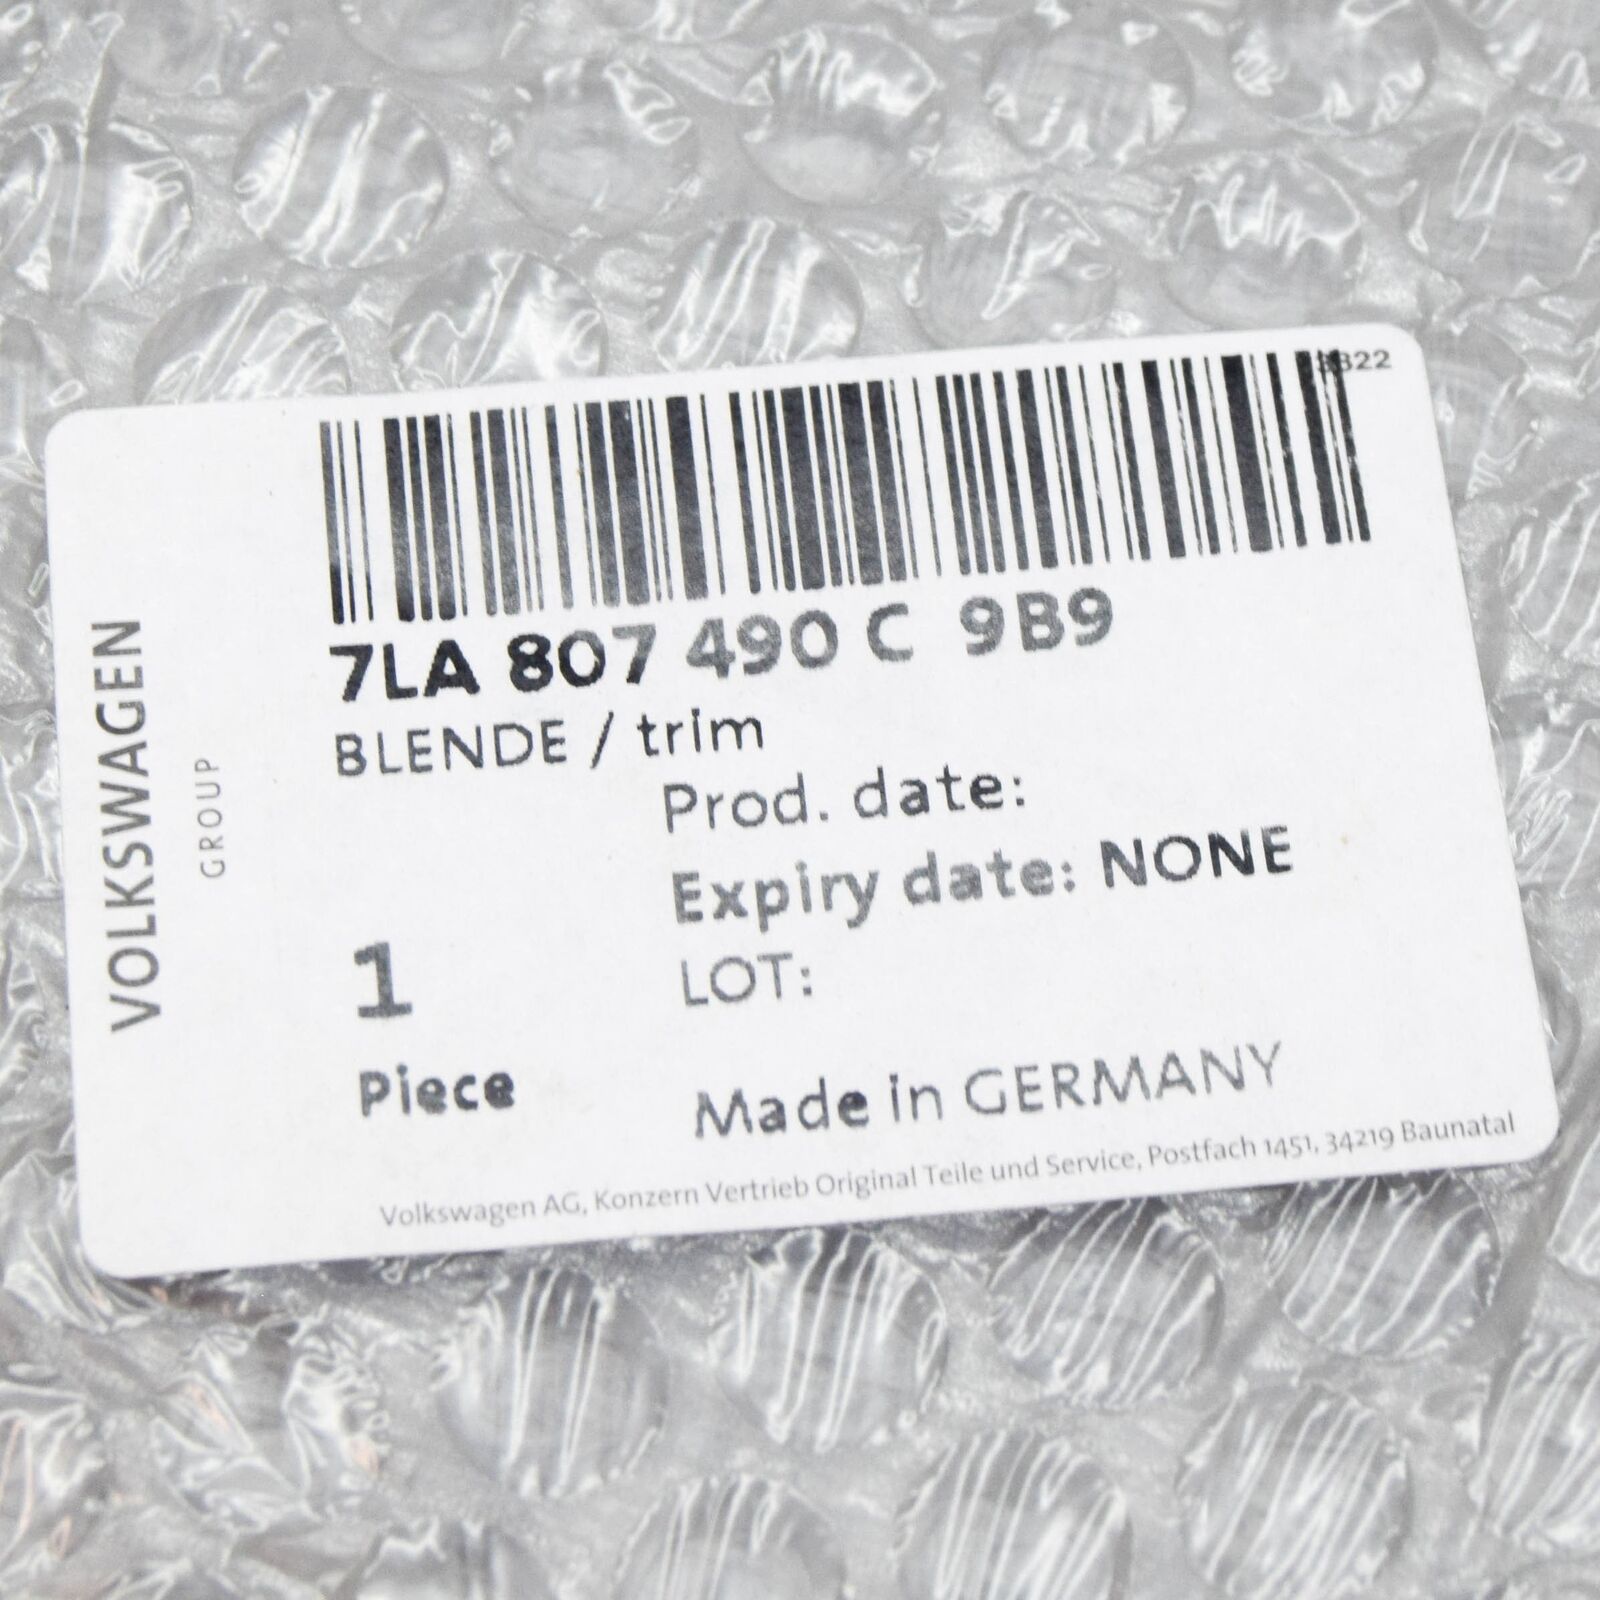 7LA 807 490 C 9B9
BLENDE / trim
Prod. date:
Expiry date: NONE
LOT:
1
Piece
Made in GERMANY
Volkswagen AG, Konzern Vertrieb Original Teile und Service, Postfach 1451, 34219 Baunatal
VOLKSWAGEN
GROUP